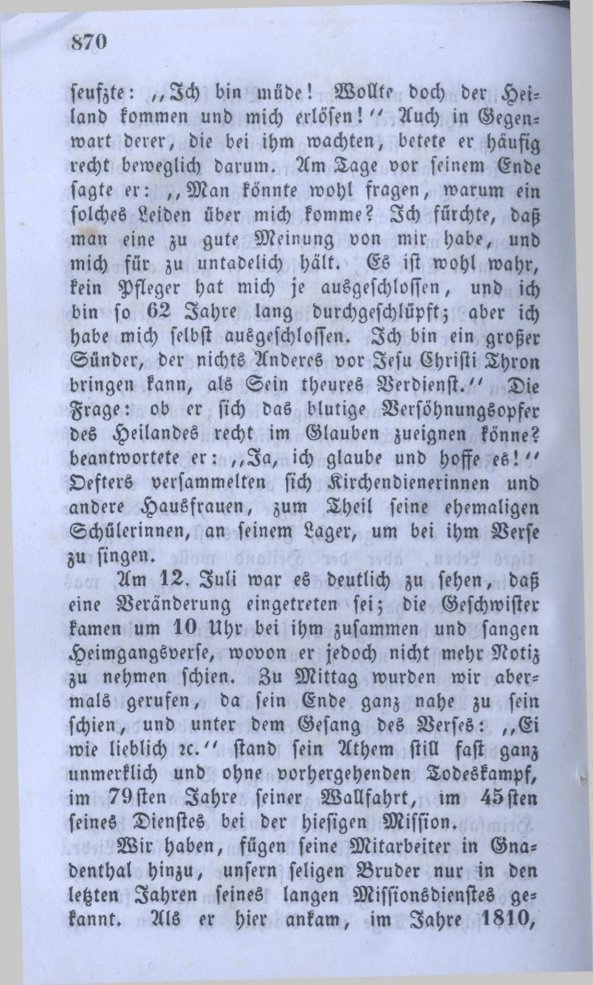 870
seufzte: „Ich bin müde! Wollte doch der Hei-
land kommen und mich erlösen!“ Auch in Gegen-
wart derer, die bei ihm wachten, betete er häufig
recht beweglich darum. Am Tage vor seinem Ende
sagte er: „Man könnte wohl fragen, warum ein
solches Leiden über mich komme? Ich fürchte, daß
man eine zu gute Meinung von mir habe, und
mich für zu untadelich hält. Es ist wohl wahr,
kein Pfleger hat mich je ausgeschlossen, und ich
bin so 62 Jahre lang durchgeschlüpft; aber ich
habe mich selbst ausgeschlossen. Ich bin ein großer
Sünder, der nichts Anderes vor Jesu Christi Thron
bringen kann, als Sein theures Verdienst.“ Die
Frage: ob er sich das blutige Versöhnungsopfer
des Heilandes recht im Glauben zueignen könne?
beantwortete er: „Ja, ich glaube und hoffe es!“
Oefters versammelten sich Kirchendienerinnen und
andere Hausfrauen, zum Theil seine ehemaligen
Schülerinnen, an seinem Lager, um bei ihm Verse
zu singen.
Am 12. Juli war es deutlich zu sehen, daß
eine Veränderung eingetreten sei; die Geschwister
kamen um 10 Uhr bei ihm zusammen und sangen
Heimgangsverse, wovon er jedoch nicht mehr Notiz
zu nehmen schien. Zu Mittag wurden wir aber-
mals gerufen, da sein Ende ganz nahe zu sein
schien, und unter dem Gesang des Verses: „Ei
wie lieblich ꝛc.“ stand sein Athem still fast ganz
unmerklich und ohne vorhergehenden Todeskampf,
im 79sten Jahre seiner Wallfahrt, im 45sten
seines Dienstes bei der hiesigen Mission.
Wir haben, fügen seine Mitarbeiter in Gna-
denthal hinzu, unsern seligen Bruder nur in den
letzten Jahren seines langen Missionsdienstes ge-
kannt. Als er hier ankam, im Jahre 1810,